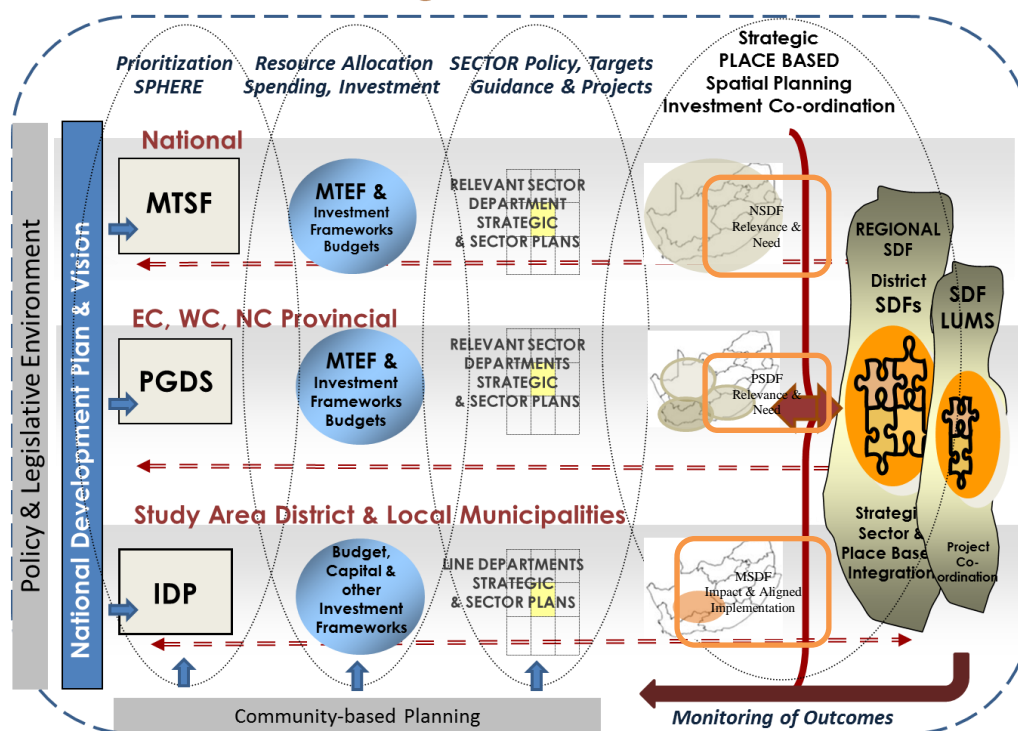 Prioritization
SPHERE
Resource Allocation
Spending, Investment
SECTOR Policy, Targets
Guidance & Projects
Strategic
PLACE BASED
Spatial Planning
Investment Co-ordination
Policy & Legislative Environment
National Development Plan & Vision
National
MTSF
MTEF &
Investment
Frameworks
Budgets
RELEVANT SECTOR
DEPARTMENT
STRATEGIC
& SECTOR PLANS
NSDF
Relevance &
Need
EC, WC, NC Provincial
PGDS
MTEF &
Investment
Frameworks
Budgets
RELEVANT SECTOR
DEPARTMENTS
STRATEGIC
& SECTOR PLANS
PSDF
Relevance &
Need
Study Area District & Local Municipalities
IDP
Budget,
Capital &
other
Investment
Frameworks
LINE DEPARTMENTS
STRATEGIC
& SECTOR PLANS
MSDF
Impact & Aligned
Implementation
REGIONAL
SDF
District
SDFs
Strategic
Sector &
Place Based
Integration
SDF
LUMS
Project Co-
ordination
Community-based Planning
Monitoring of Outcomes